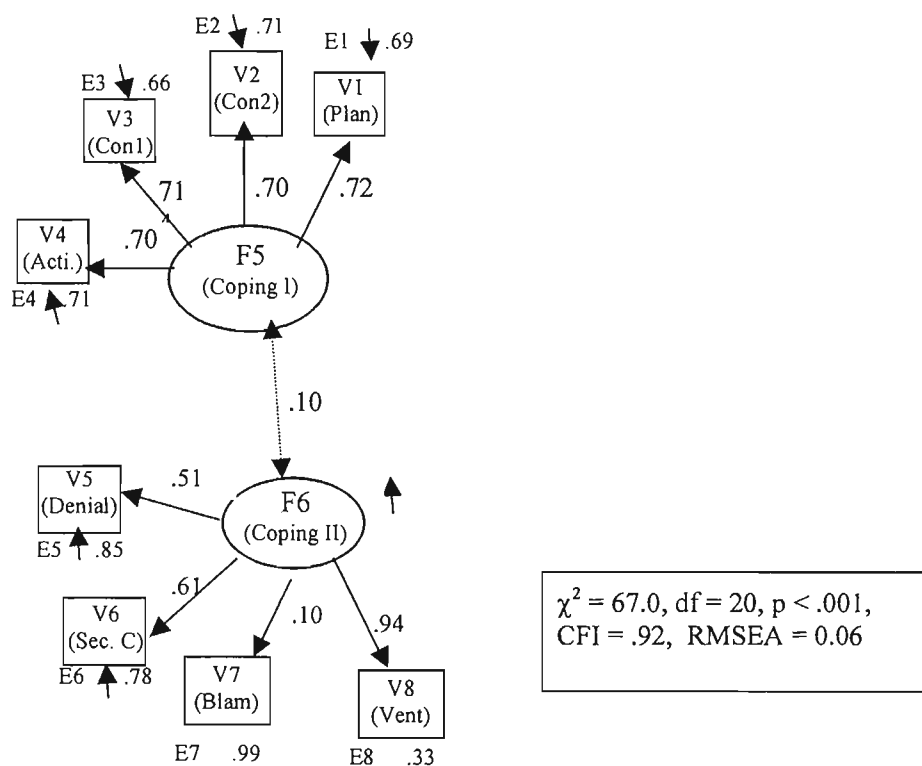 E2 .71
E1 .69
E3 .66
V2
(Con2)
V1
(Plan)
V3
(Con1)
.71
.70
.72
V4
(Acti.)
.70
F5
(Coping I)
E4 .71
.10
V5
(Denial)
.51
F6
(Coping II)
E5 .85
.61
.10
.94
V6
(Sec. C)
E6 .78
V7
(Blam)
V8
(Vent)
E7 .99
E8 .33
χ² = 67.0, df = 20, p < .001,
CFI = .92, RMSEA = 0.06